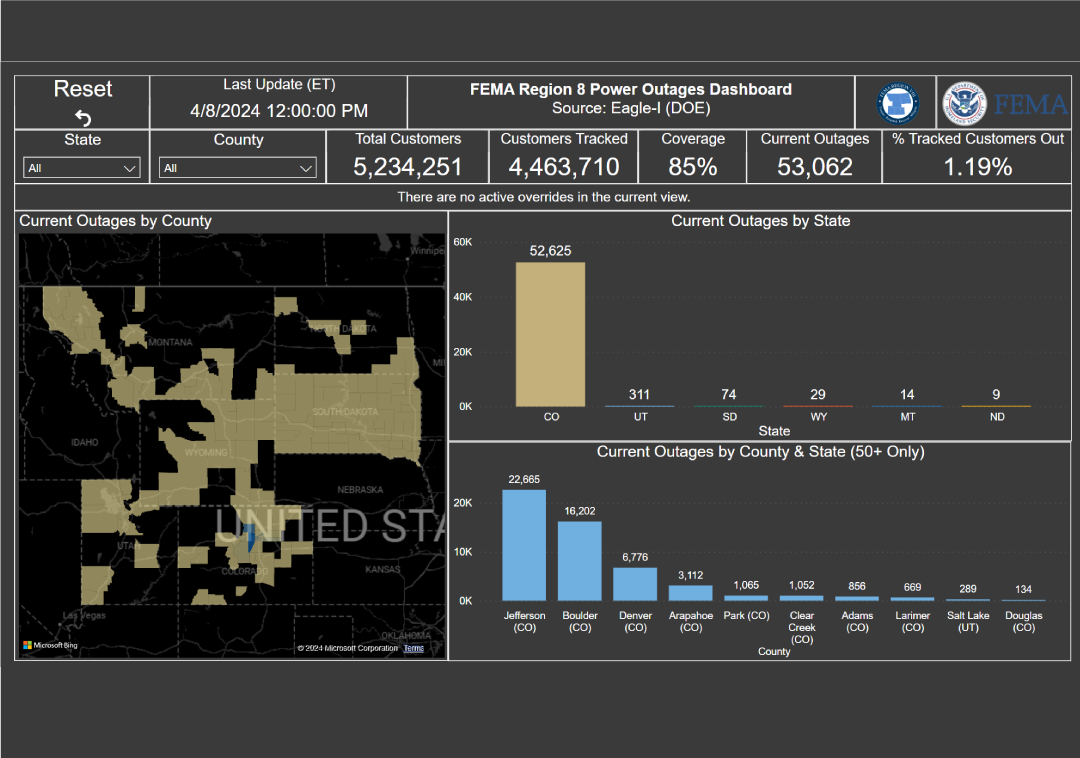 Reset
Last Update (ET)
4/8/2024 12:00:00 PM
FEMA Region 8 Power Outages Dashboard
Source: Eagle-I (DOE)
FEMA
State
All
County
All
Total Customers
5,234,251
Customers Tracked
4,463,710
Coverage
85%
Current Outages
53,062
% Tracked Customers Out
1.19%
There are no active overrides in the current view.
Current Outages by County
Winnipe
NORTH DAKOTA
MONTANA
MI
SOUTH DAKOTA
IDAHO
WYOMING
NEBRASKA
UNITED STA
UTAH
COLORADO
KANSAS
Las Vegas
OKLAHOMA
Microsoft Bing
© 2024 Microsoft Corporation Terms
Current Outages by State
60K
40K
20K
0K
52,625
311
74
29
14
9
CO
UT
SD
WY
MT
ND
State
Current Outages by County & State (50+ Only)
20K
10K
0K
22,665
16,202
6,776
3,112
1,065
1,052
856
669
289
134
Jefferson
(CO)
Boulder
(CO)
Denver
(CO)
Arapahoe
(CO)
Park (CO)
Clear
Creek
(CO)
Adams
(CO)
Larimer
(CO)
Salt Lake
(UT)
Douglas
(CO)
County